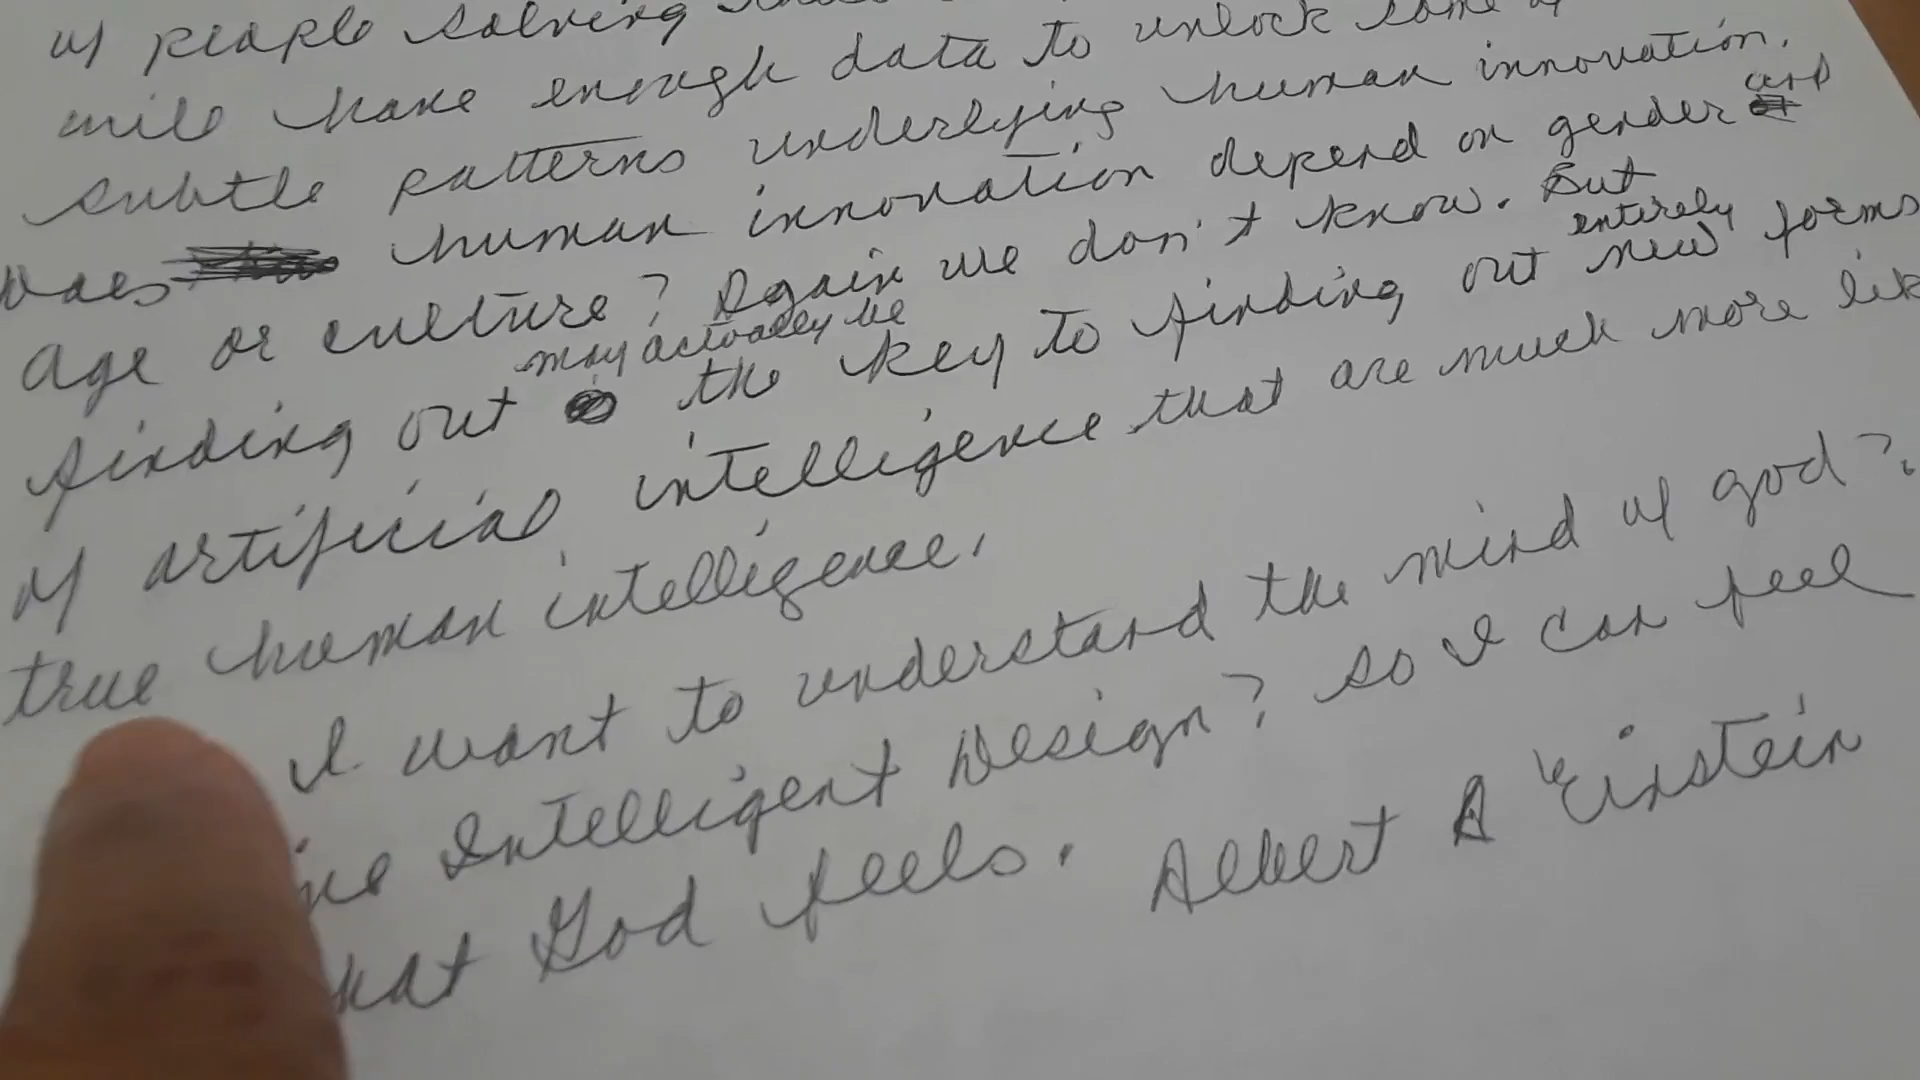 of people solving
will have enough data to unlock some of
subtle patterns underlying human innovation.
Does human innovation depend on gender and
age or culture? Again we don't know. But
finding out may actually be the key to finding out entirely new forms
of artificial intelligence that are much more lik
true human intelligence.
I want to understand the mind of god?
Intelligent Design? so I can feel
hat God feels. Albert A Einstein